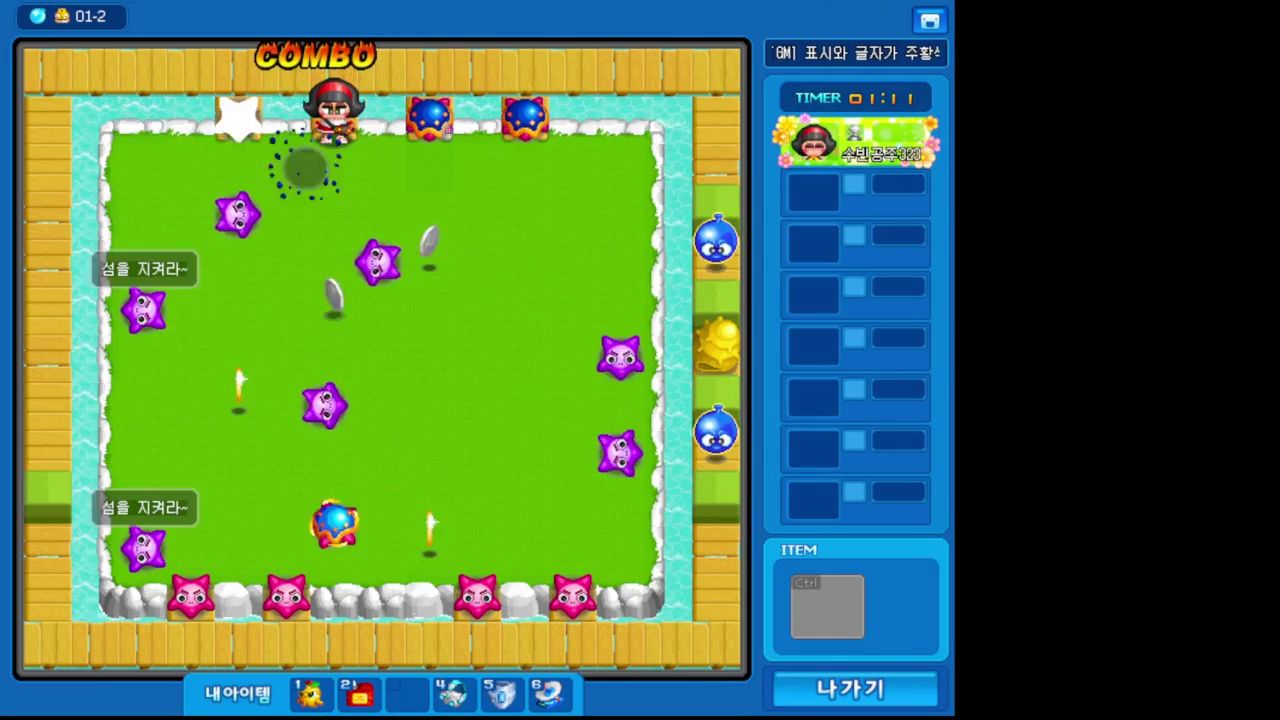 01-2
COMBO
GM] 표시와 글자가 주황
TIMER 01:11
수빈공주323
섬을 지켜라~
섬을 지켜라~
ITEM
Ctrl
내아이템 1 2 4 5 6
나가기